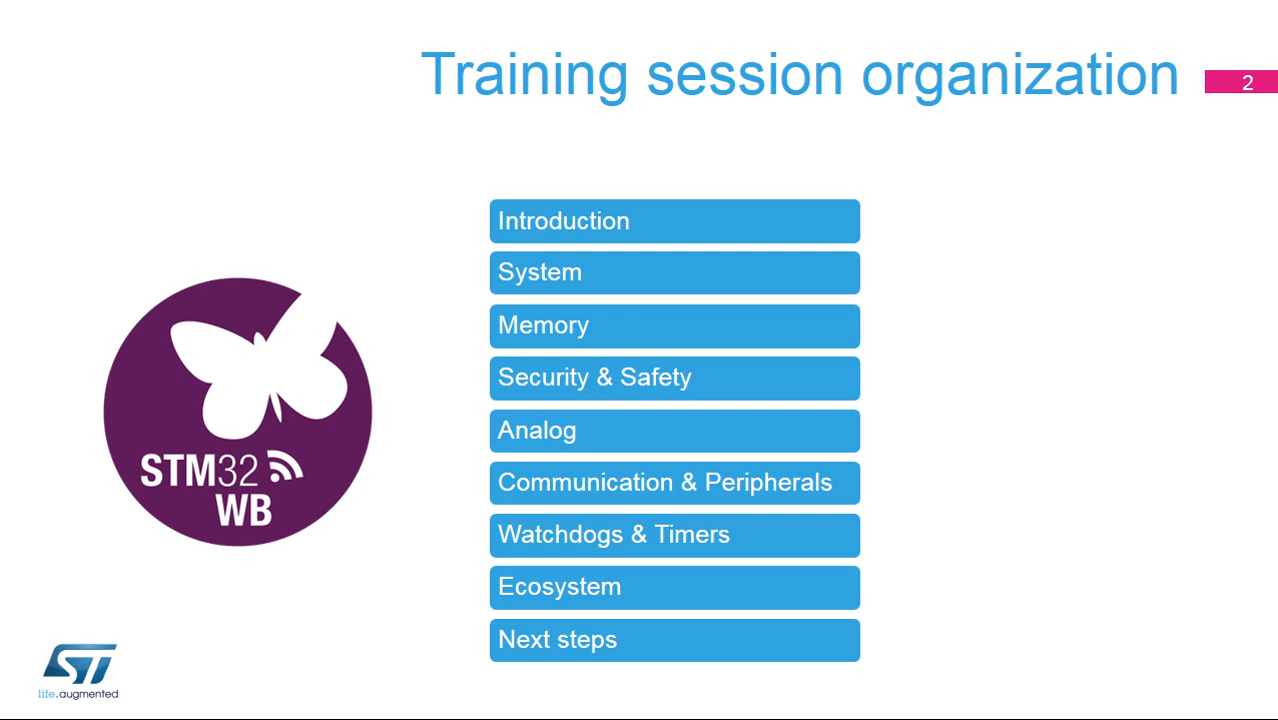 Training session organization
2
Introduction
System
Memory
Security & Safety
Analog
Communication & Peripherals
Watchdogs & Timers
Ecosystem
Next steps
STM32
WB
ST
life.augmented